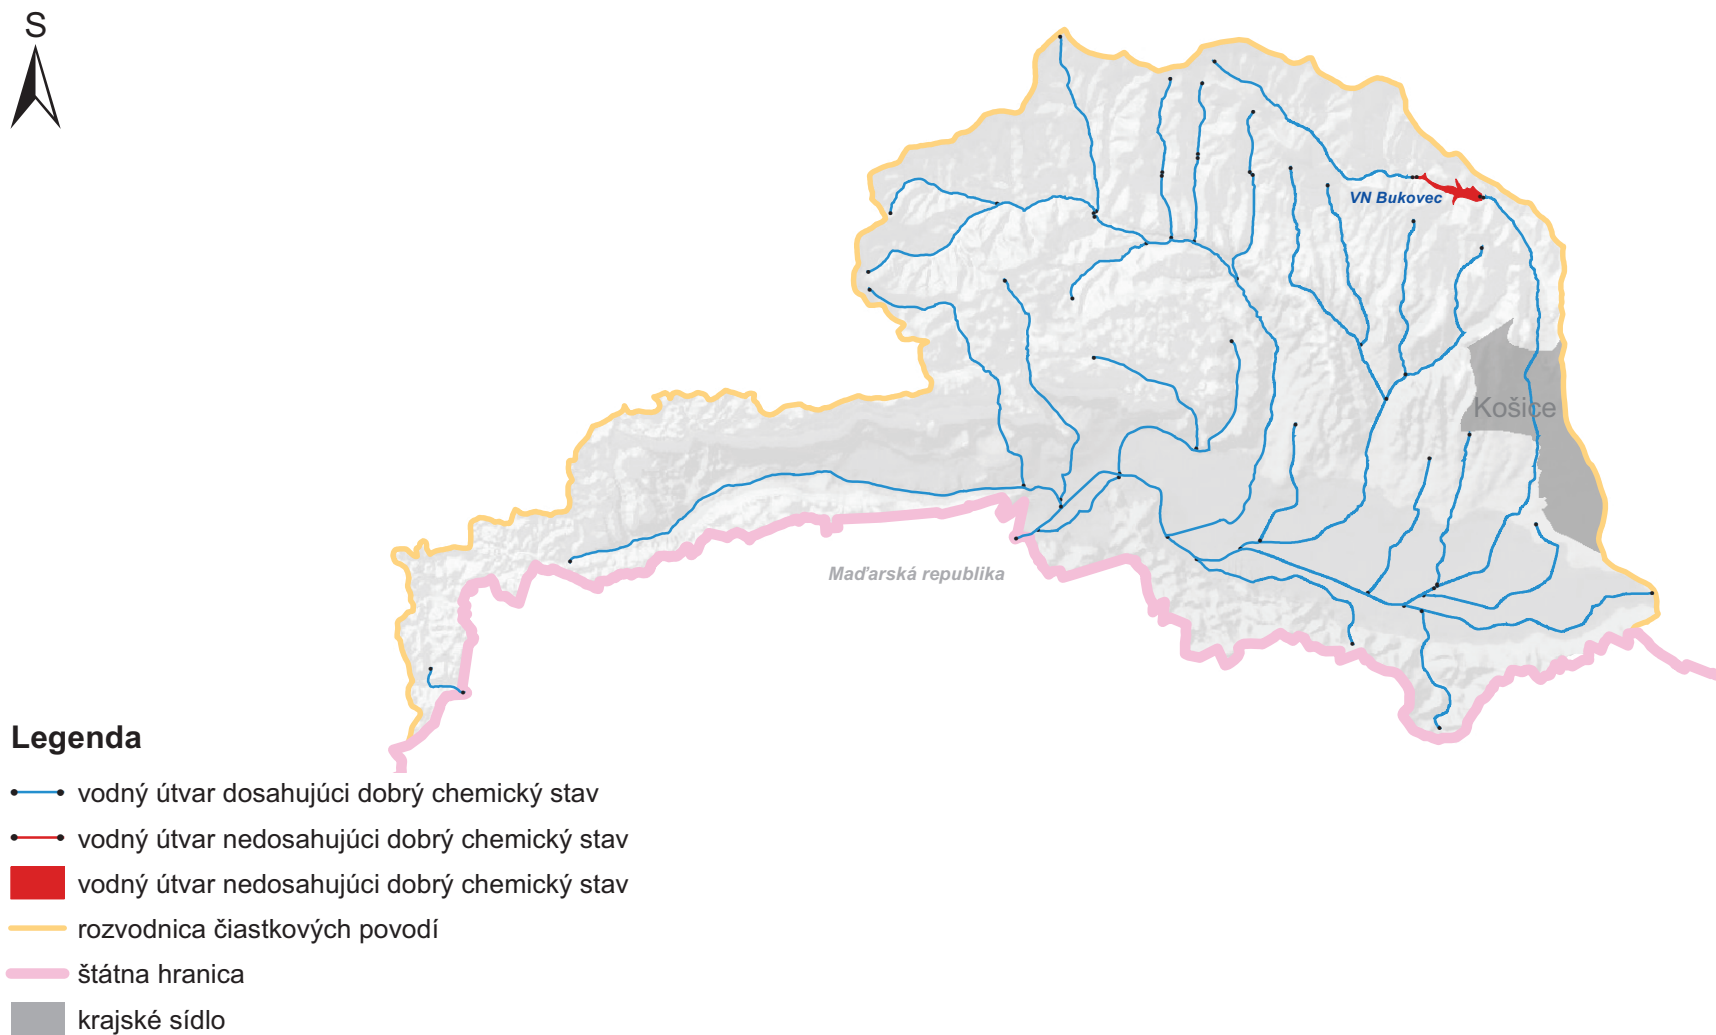 S
VN Bukovec
Košice
Maďarská republika
Legenda
vodný útvar dosahujúci dobrý chemický stav
vodný útvar nedosahujúci dobrý chemický stav
vodný útvar nedosahujúci dobrý chemický stav
rozvodnica čiastkových povodí
štátna hranica
krajské sídlo